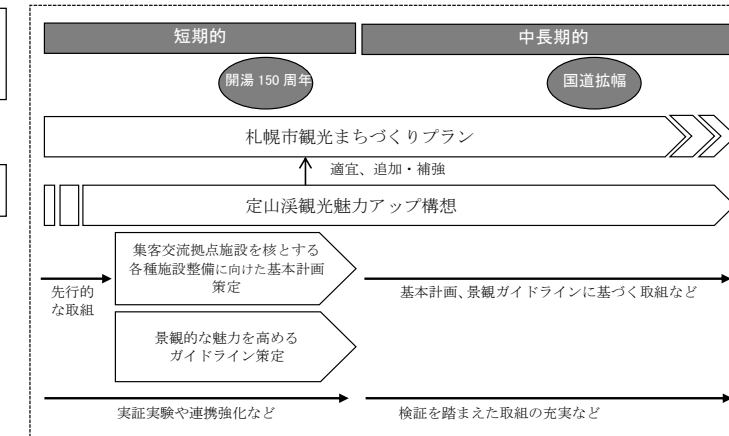 短期的
中長期的
開湯 150 周年
国道拡幅
札幌市観光まちづくりプラン
適宜、追加・補強
定山渓観光魅力アップ構想
集客交流拠点施設を核とする
各種施設整備に向けた基本計画
策定
先行的
な取組
基本計画、景観ガイドラインに基づく取組など
景観的な魅力を高める
ガイドライン策定
実証実験や連携強化など
検証を踏まえた取組の充実など